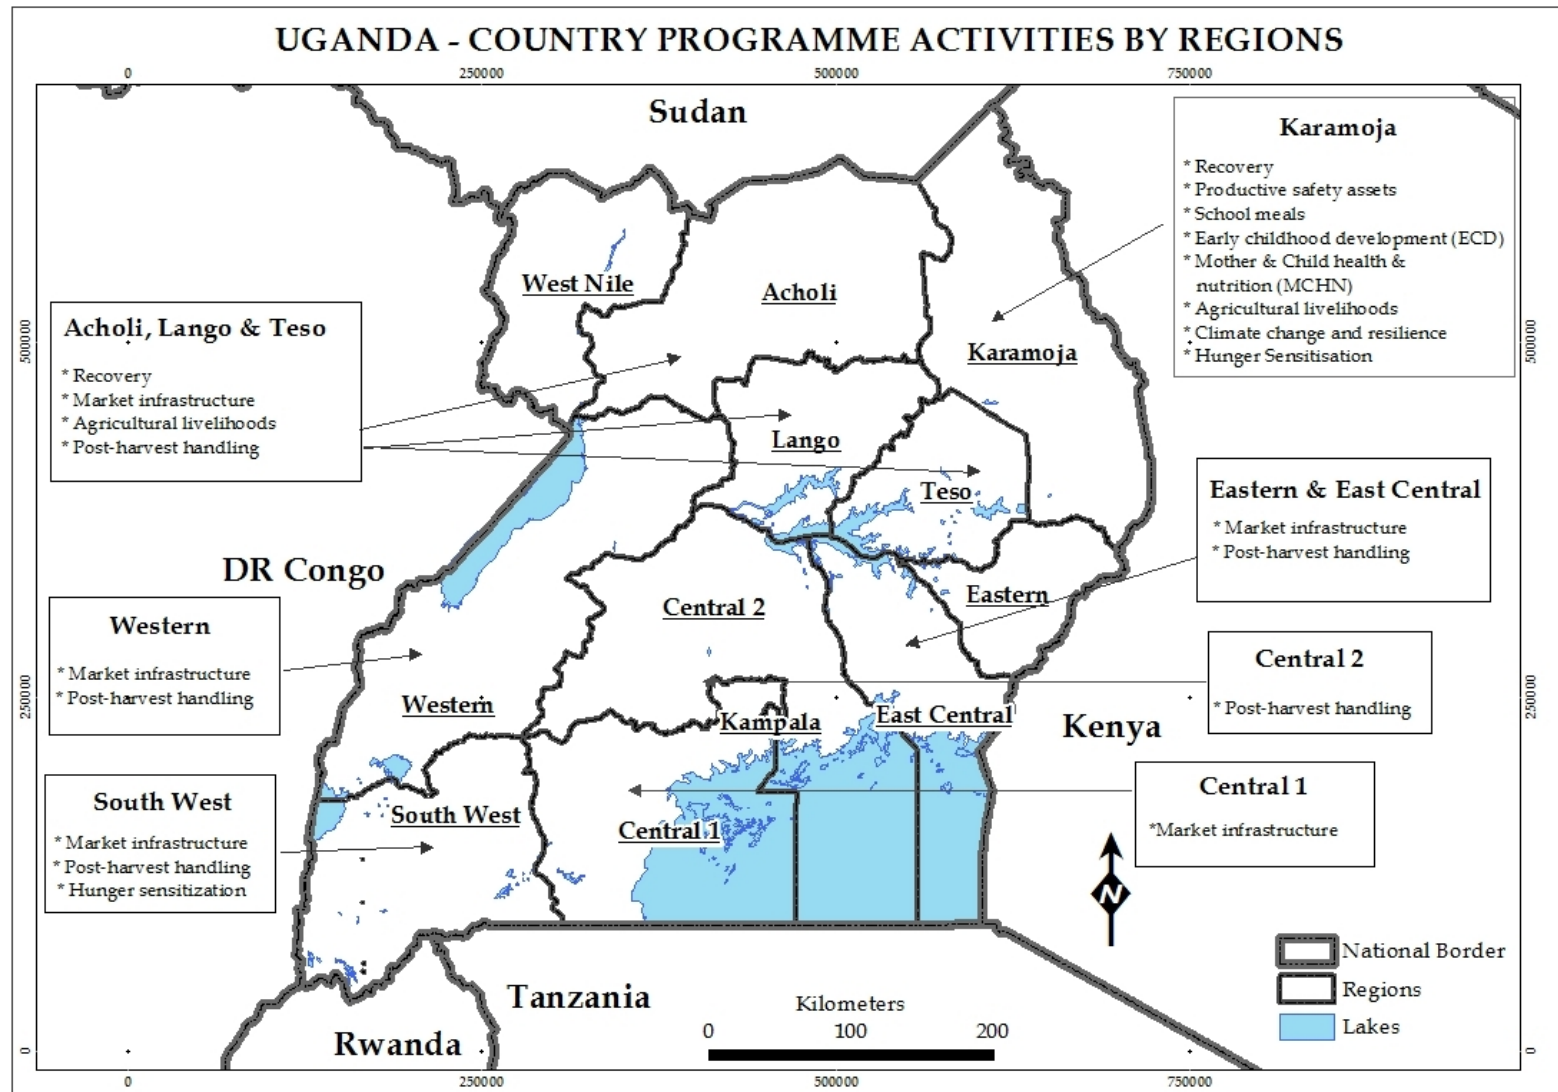 UGANDA - COUNTRY PROGRAMME ACTIVITIES BY REGIONS
0
250000
500000
750000
Sudan
Karamoja
* Recovery
* Productive safety assets
* School meals
* Early childhood development (ECD)
* Mother & Child health &
nutrition (MCHN)
* Agricultural livelihoods
* Climate change and resilience
* Hunger Sensitisation
West Nile
Acholi
Karamoja
500000
500000
Acholi, Lango & Teso
* Recovery
* Market infrastructure
* Agricultural livelihoods
* Post-harvest handling
Lango
Teso
Eastern & East Central
* Market infrastructure
* Post-harvest handling
DR Congo
Eastern
Central 2
Western
* Market infrastructure
* Post-harvest handling
Central 2
* Post-harvest handling
250000
250000
Western
Kampala
East Central
Kenya
South West
* Market infrastructure
* Post-harvest handling
* Hunger sensitization
South West
Central 1
Central 1
*Market infrastructure
N
National Border
Regions
Lakes
Tanzania
Rwanda
Kilometers
0
100
200
0
0
0
250000
500000
750000